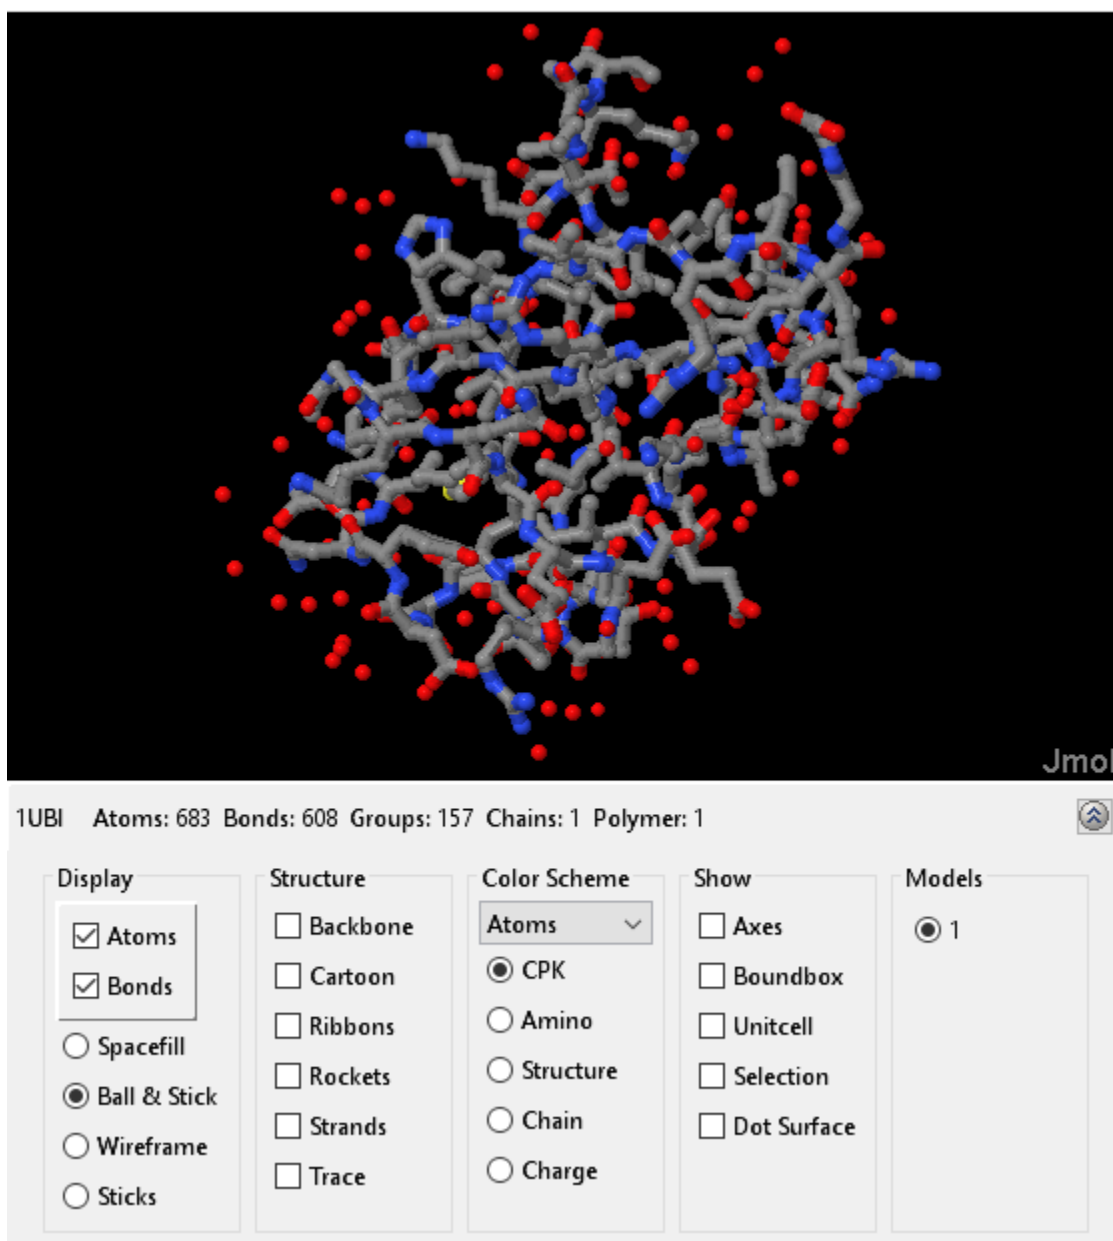 Jmol
1UBI Atoms: 683 Bonds: 608 Groups: 157 Chains: 1 Polymer: 1
Display
Atoms
Bonds
Spacefill
Ball & Stick
Wireframe
Sticks
Structure
Backbone
Cartoon
Ribbons
Rockets
Strands
Trace
Color Scheme
Atoms
CPK
Amino
Structure
Chain
Charge
Show
Axes
Boundbox
Unitcell
Selection
Dot Surface
Models
1